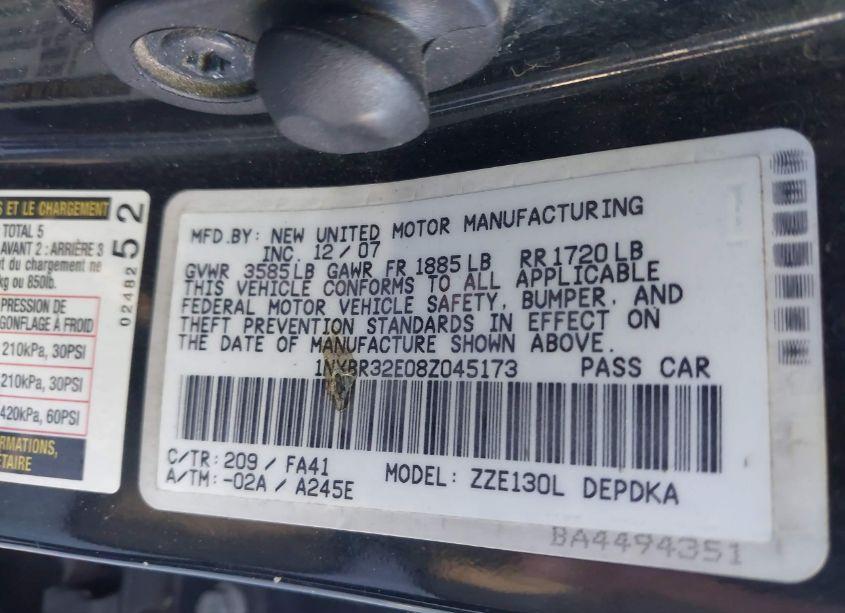 S ET LE CHARGEMENT
TOTAL 5
AVANT 2 : ARRIÈRE 3
du chargement ne
kg ou 850lb.
PRESSION DE
GONFLAGE À FROID
210kPa, 30PSI
210kPa, 30PSI
420kPa, 60PSI
RMATIONS,
ÉTAIRE
02482 52
MFD.BY: NEW UNITED MOTOR MANUFACTURING
INC. 12/07
GVWR 3585LB GAWR FR 1885LB RR1720LB
THIS VEHICLE CONFORMS TO ALL APPLICABLE
FEDERAL MOTOR VEHICLE SAFETY, BUMPER, AND
THEFT PREVENTION STANDARDS IN EFFECT ON
THE DATE OF MANUFACTURE SHOWN ABOVE.
1NXBR32E08Z045173 PASS CAR
C/TR: 209 / FA41
A/TM: -02A / A245E
MODEL: ZZE130L DEPDKA
BA4494351